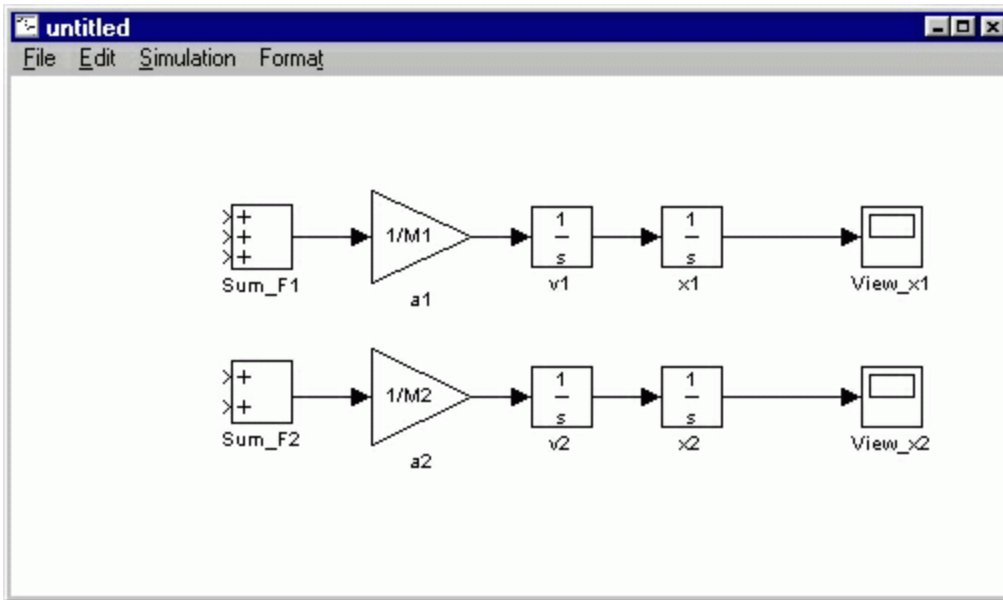 untitled
File Edit Simulation Format
+
+
+
Sum_F1
1/M1
a1
1
s
v1
1
s
x1
View_x1
+
+
Sum_F2
1/M2
a2
1
s
v2
1
s
x2
View_x2